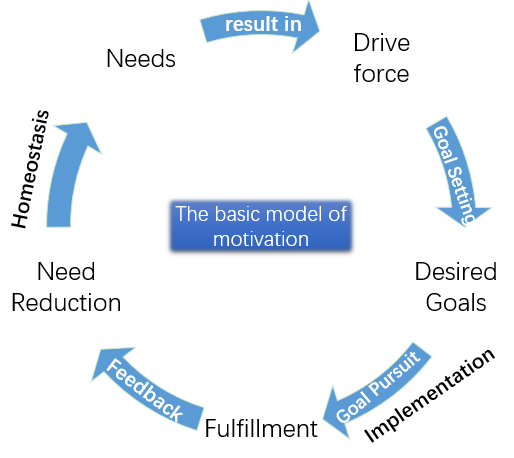 Needs
result in
Drive
force
Goal Setting
Desired
Goals
Goal Pursuit
Implementation
Fulfillment
Feedback
Need
Reduction
Homeostasis
The basic model of
motivation